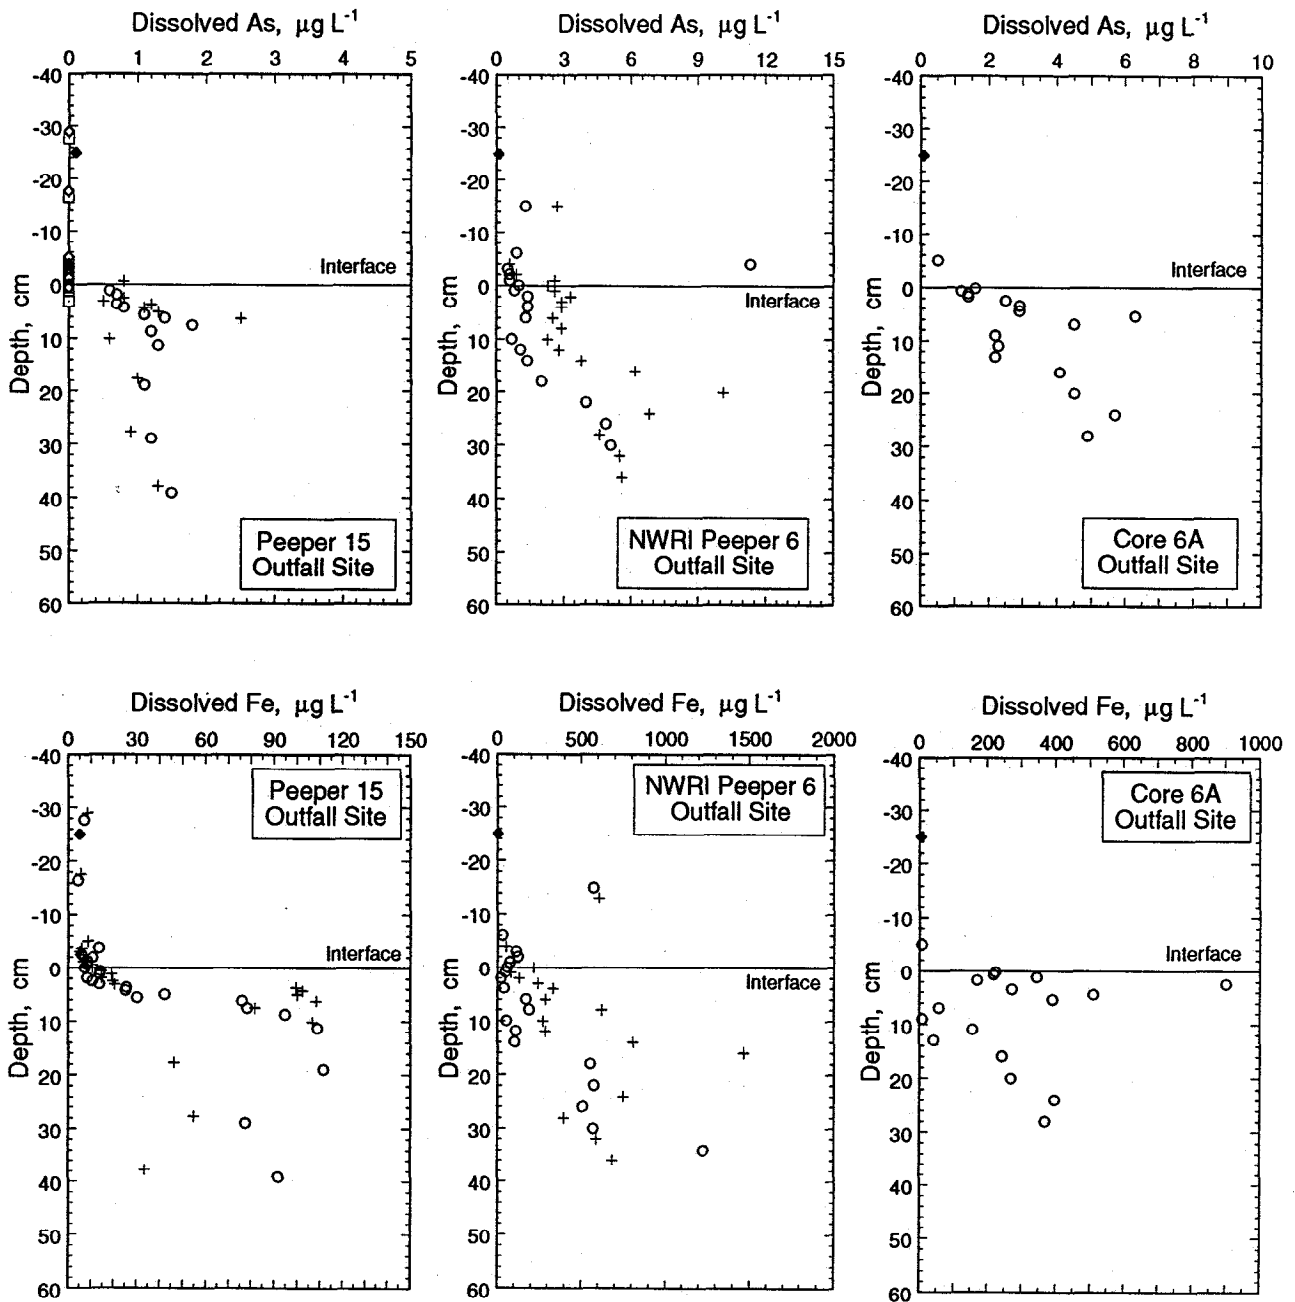 Dissolved As, μg L⁻¹
Dissolved As, μg L⁻¹
Dissolved As, μg L⁻¹
0 1 2 3 4 5
0 3 6 9 12 15
0 2 4 6 8 10
-40
-30
-20
-10
0
10
20
30
40
50
60
Depth, cm
Interface
Peeper 15
Outfall Site
-40
-30
-20
-10
0
10
20
30
40
50
60
Depth, cm
Interface
NWRI Peeper 6
Outfall Site
-40
-30
-20
-10
0
10
20
30
40
50
60
Depth, cm
Interface
Core 6A
Outfall Site
Dissolved Fe, μg L⁻¹
Dissolved Fe, μg L⁻¹
Dissolved Fe, μg L⁻¹
0 30 60 90 120 150
0 500 1000 1500 2000
0 200 400 600 800 1000
-40
-30
-20
-10
0
10
20
30
40
50
60
Depth, cm
Peeper 15
Outfall Site
Interface
-40
-30
-20
-10
0
10
20
30
40
50
60
Depth, cm
NWRI Peeper 6
Outfall Site
Interface
-40
-30
-20
-10
0
10
20
30
40
50
60
Depth, cm
Core 6A
Outfall Site
Interface